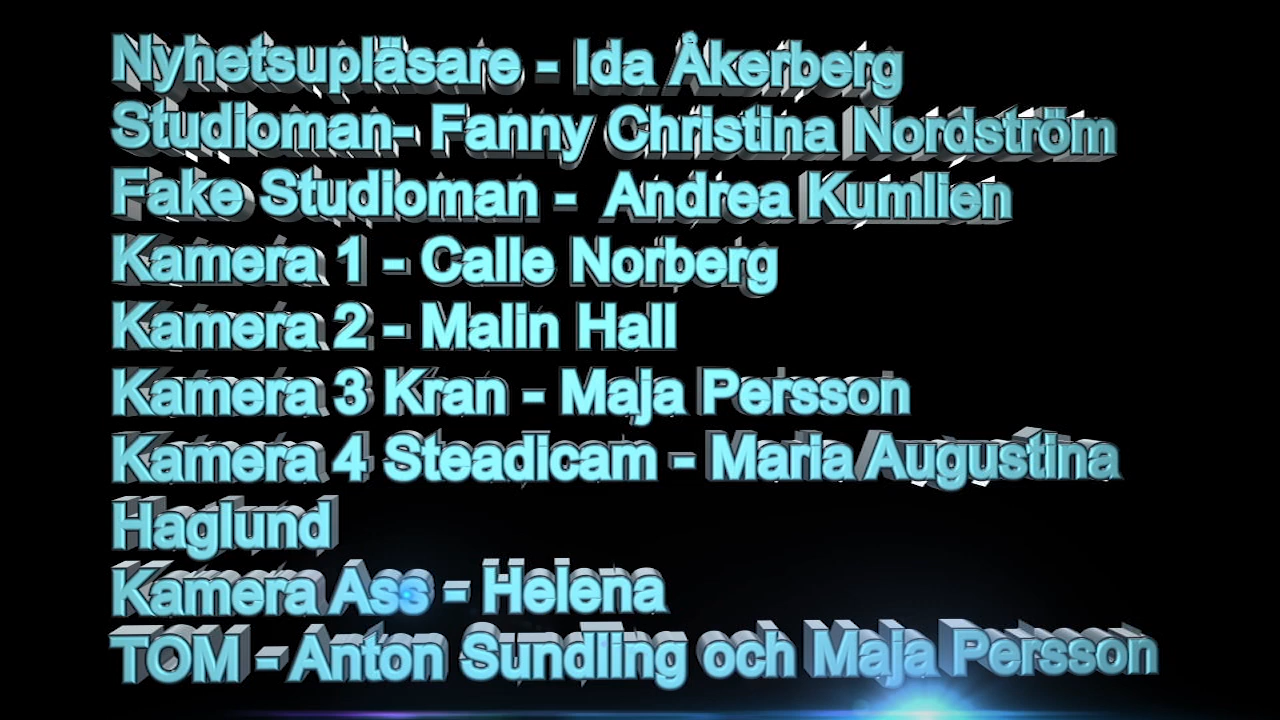 Nyhetsupläsare - Ida Åkerberg
Studioman- Fanny Christina Nordström
Fake Studioman - Andrea Kumlien
Kamera 1 - Calle Norberg
Kamera 2 - Malin Hall
Kamera 3 Kran - Maja Persson
Kamera 4 Steadicam - Maria Augustina
Haglund
Kamera Ass - Helena
TOM - Anton Sundling och Maja Persson